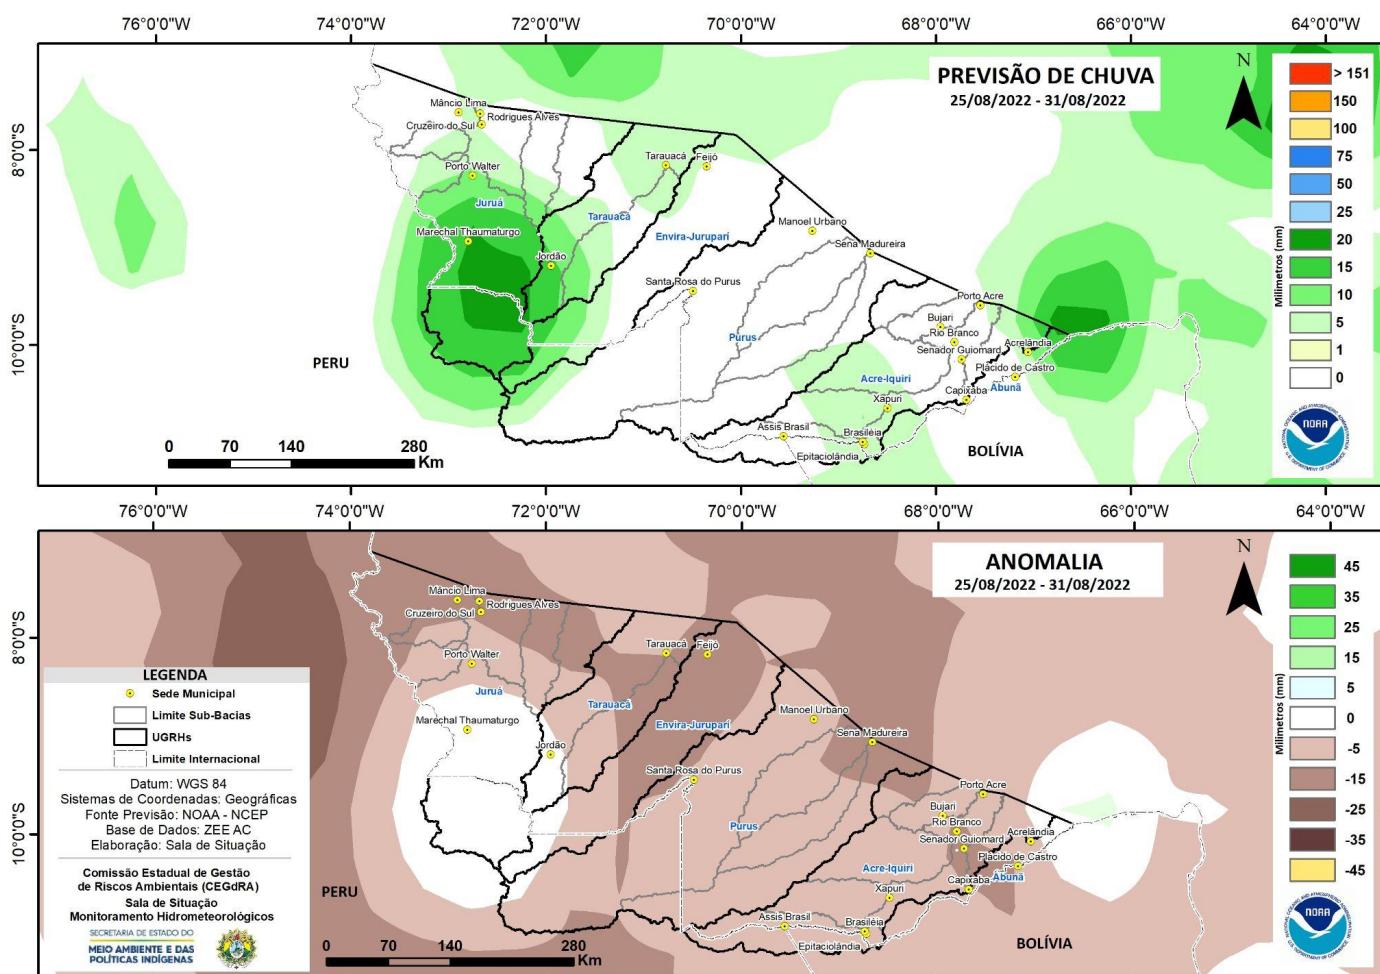 76°0'0"W
74°0'0"W
72°0'0"W
70°0'0"W
68°0'0"W
66°0'0"W
64°0'0"W
PREVISÃO DE CHUVA
25/08/2022 - 31/08/2022
N
8°0'0"S
10°0'0"S
Mâncio Lima
Rodrigues Alves
Cruzeiro do Sul
Porto Walter
Juruá
Marechal Thaumaturgo
Jordão
Tarauacá
Feijó
Tarauacá
Envira-Jurupari
Manoel Urbano
Sena Madureira
Santa Rosa do Purus
Purus
Porto Acre
Bujari
Rio Branco
Senador Guiomard
Acrelândia
Plácido de Castro
Abunã
Acre-Iquiri
Capixaba
Xapuri
Assis Brasil
Brasiléia
Epitaciolândia
PERU
BOLÍVIA
0 70 140 280
Km
Milimetros (mm)
> 151
150
100
75
50
25
20
15
10
5
1
0
NOAA
76°0'0"W
74°0'0"W
72°0'0"W
70°0'0"W
68°0'0"W
66°0'0"W
64°0'0"W
ANOMALIA
25/08/2022 - 31/08/2022
N
8°0'0"S
10°0'0"S
Mâncio Lima
Rodrigues Alves
Cruzeiro do Sul
Porto Walter
Juruá
Marechal Thaumaturgo
Jordão
Tarauacá
Feijó
Tarauacá
Envira-Jurupari
Manoel Urbano
Sena Madureira
Santa Rosa do Purus
Purus
Porto Acre
Bujari
Rio Branco
Senador Guiomard
Acrelândia
Plácido de Castro
Abunã
Acre-Iquiri
Capixaba
Xapuri
Assis Brasil
Brasiléia
Epitaciolândia
PERU
BOLÍVIA
0 70 140 280
Km
Milimetros (mm)
45
35
25
15
5
0
-5
-15
-25
-35
-45
NOAA
LEGENDA
Sede Municipal
Limite Sub-Bacias
UGRHs
Limite Internacional
Datum: WGS 84
Sistemas de Coordenadas: Geográficas
Fonte Previsão: NOAA - NCEP
Base de Dados: ZEE AC
Elaboração: Sala de Situação
Comissão Estadual de Gestão
de Riscos Ambientais (CEGdRA)
Sala de Situação
Monitoramento Hidrometeorológicos
SECRETARIA DE ESTADO DO
MEIO AMBIENTE E DAS
POLÍTICAS INDÍGENAS